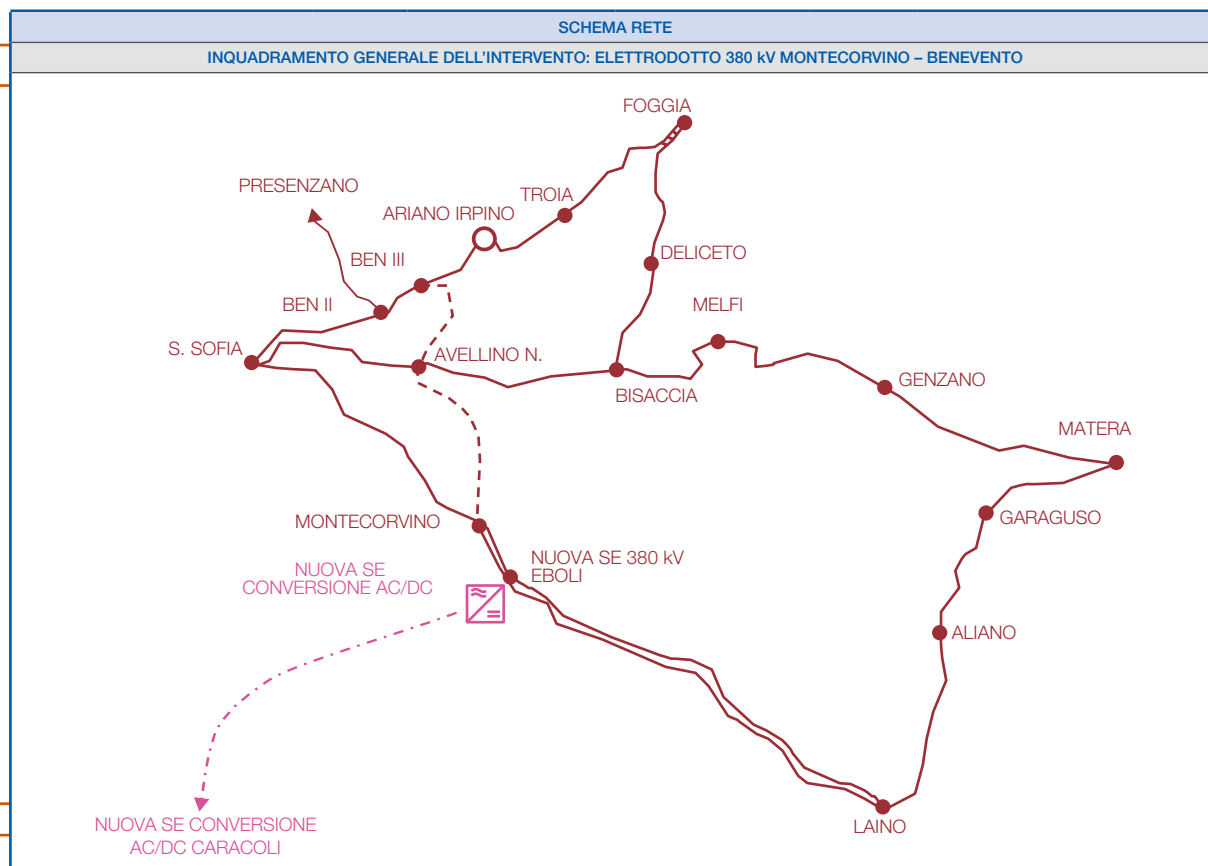 SCHEMA RETE
INQUADRAMENTO GENERALE DELL'INTERVENTO: ELETTRODOTTO 380 kV MONTECORVINO – BENEVENTO
FOGGIA
PRESENZANO
TROIA
ARIANO IRPINO
BEN III
DELICETO
BEN II
MELFI
S. SOFIA
AVELLINO N.
GENZANO
BISACCIA
MATERA
MONTECORVINO
GARAGUSO
NUOVA SE 380 kV
EBOLI
NUOVA SE
CONVERSIONE AC/DC
ALIANO
NUOVA SE CONVERSIONE
AC/DC CARACOLI
LAINO